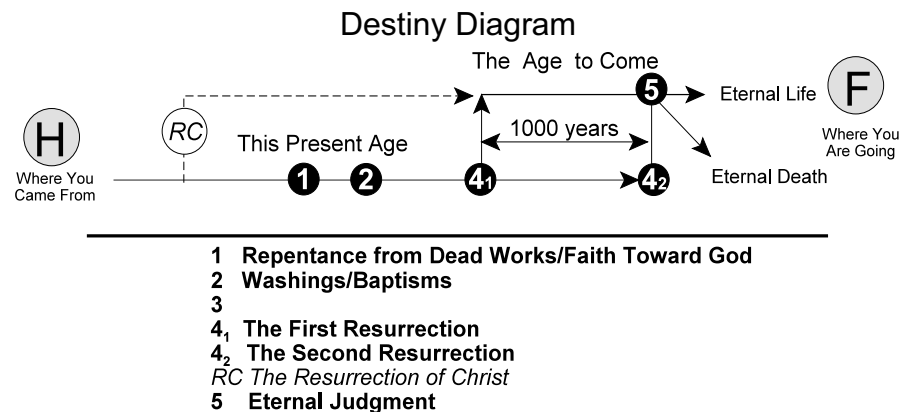 Destiny Diagram
The Age to Come
5
Eternal Life
F
H
RC
This Present Age
1000 years
Where You
Are Going
Where You
Came From
1
2
4₁
4₂
Eternal Death
1 Repentance from Dead Works/Faith Toward God
2 Washings/Baptisms
3
4₁ The First Resurrection
4₂ The Second Resurrection
RC The Resurrection of Christ
5 Eternal Judgment